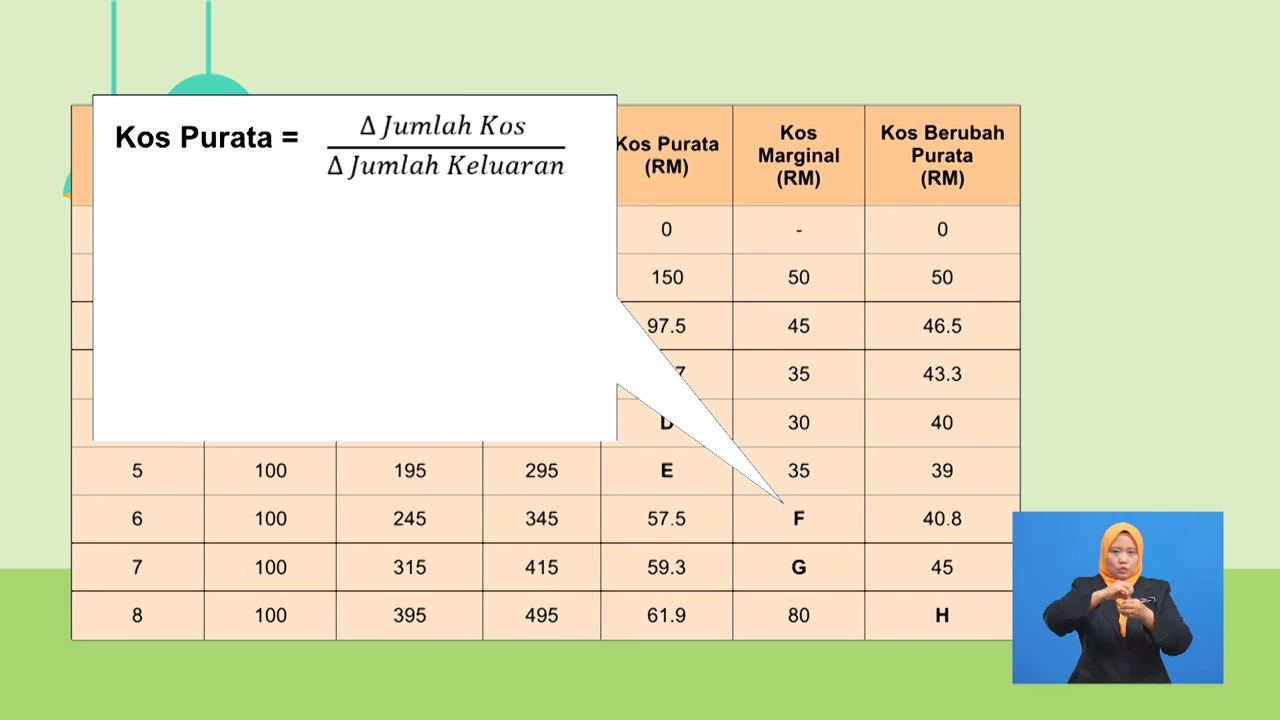 Kos Purata = Δ Jumlah Kos
Δ Jumlah Keluaran
Kos Purata (RM) Kos Marginal (RM) Kos Berubah Purata (RM)
0 - 0
150 50 50
97.5 45 46.5
7 35 43.3
D 30 40
5 100 195 295 E 35 39
6 100 245 345 57.5 F 40.8
7 100 315 415 59.3 G 45
8 100 395 495 61.9 80 H